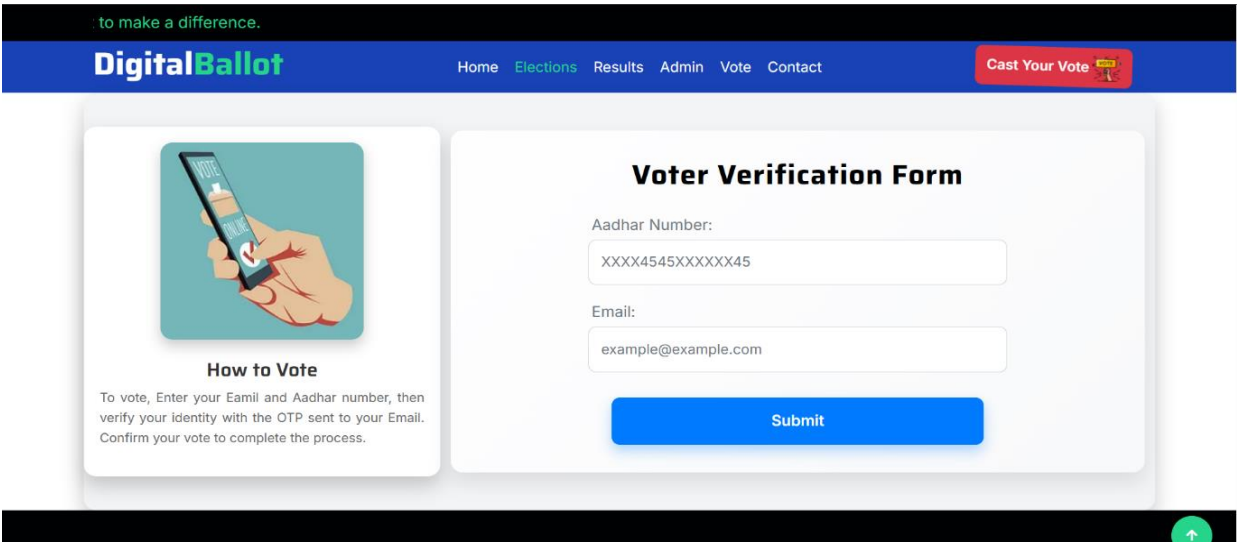 : to make a difference.
DigitalBallot
Home Elections Results Admin Vote Contact
Cast Your Vote
VOTE
VOTE
ONLINE
How to Vote
To vote, Enter your Eamil and Aadhar number, then
verify your identity with the OTP sent to your Email.
Confirm your vote to complete the process.
Voter Verification Form
Aadhar Number:
XXXX4545XXXXXX45
Email:
example@example.com
Submit